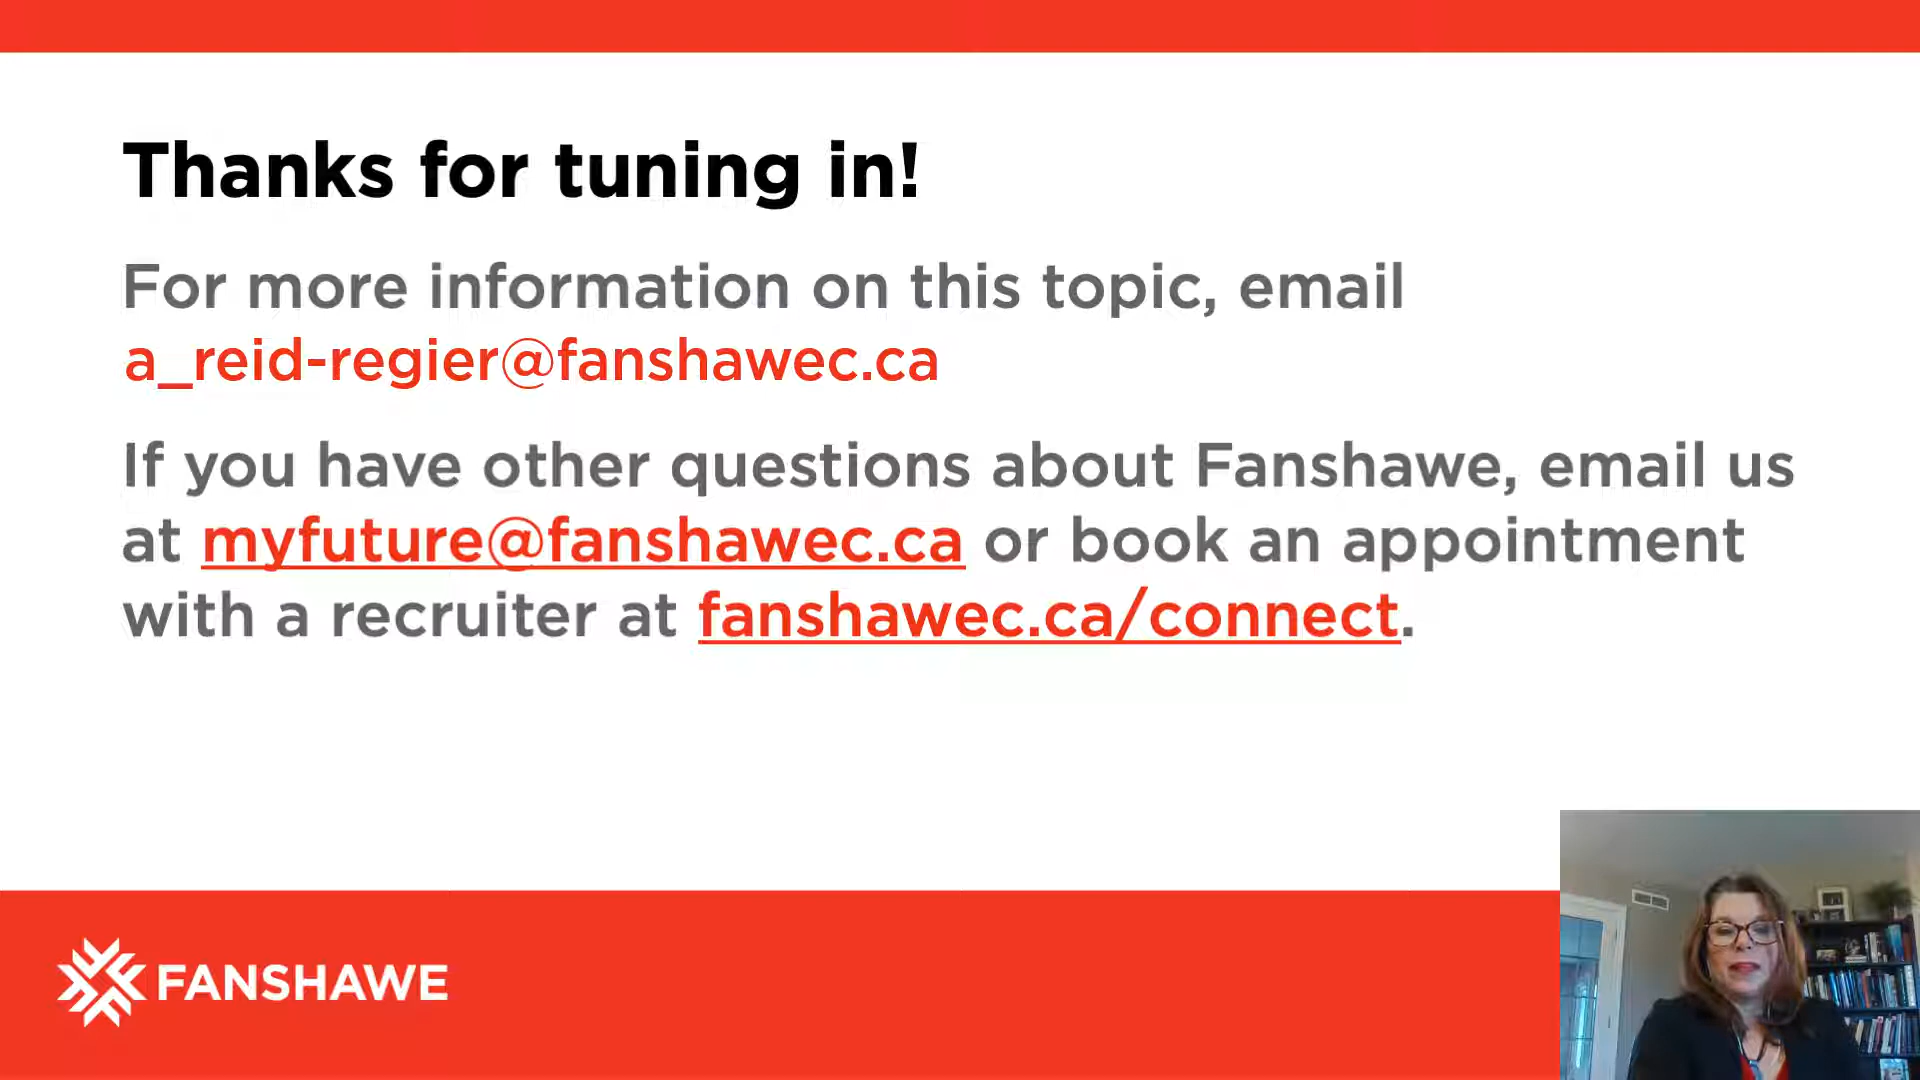 Thanks for tuning in!
For more information on this topic, email
a_reid-regier@fanshawec.ca
If you have other questions about Fanshawe, email us
at myfuture@fanshawec.ca or book an appointment
with a recruiter at fanshawec.ca/connect.
FANSHAWE